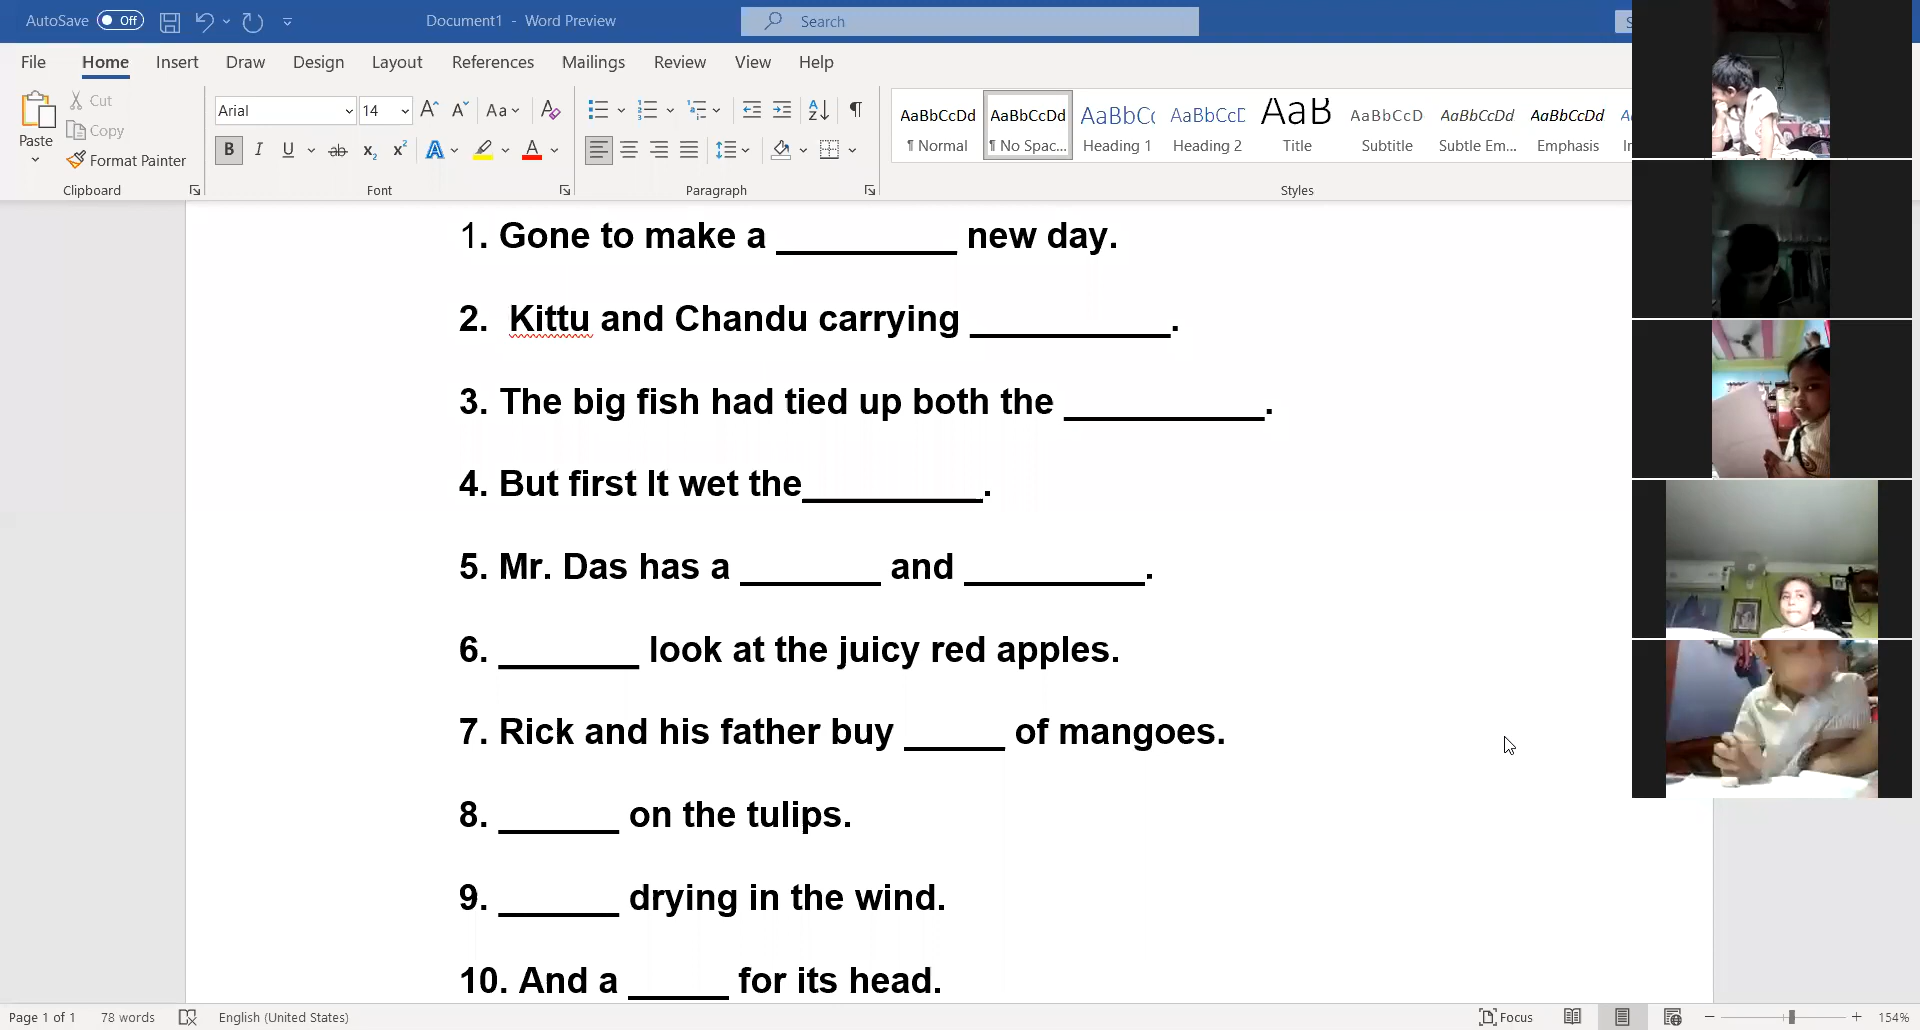 AutoSave Off Document1 - Word Preview Search
File Home Insert Draw Design Layout References Mailings Review View Help
Paste Cut Copy Format Painter Clipboard
Arial 14 Aa Font
Paragraph
AaBbCcDd AaBbCcDd AaBbCc AaBbCcD AaB AaBbCcD AaBbCcDd AaBbCcDd
¶ Normal ¶ No Spac... Heading 1 Heading 2 Title Subtitle Subtle Em... Emphasis
Styles
1. Gone to make a _________ new day.
2. Kittu and Chandu carrying __________.
3. The big fish had tied up both the __________.
4. But first It wet the_________.
5. Mr. Das has a _______ and _________.
6. _______ look at the juicy red apples.
7. Rick and his father buy _____ of mangoes.
8. ______ on the tulips.
9. ______ drying in the wind.
10. And a _____ for its head.
Page 1 of 1 78 words English (United States) Focus 154%